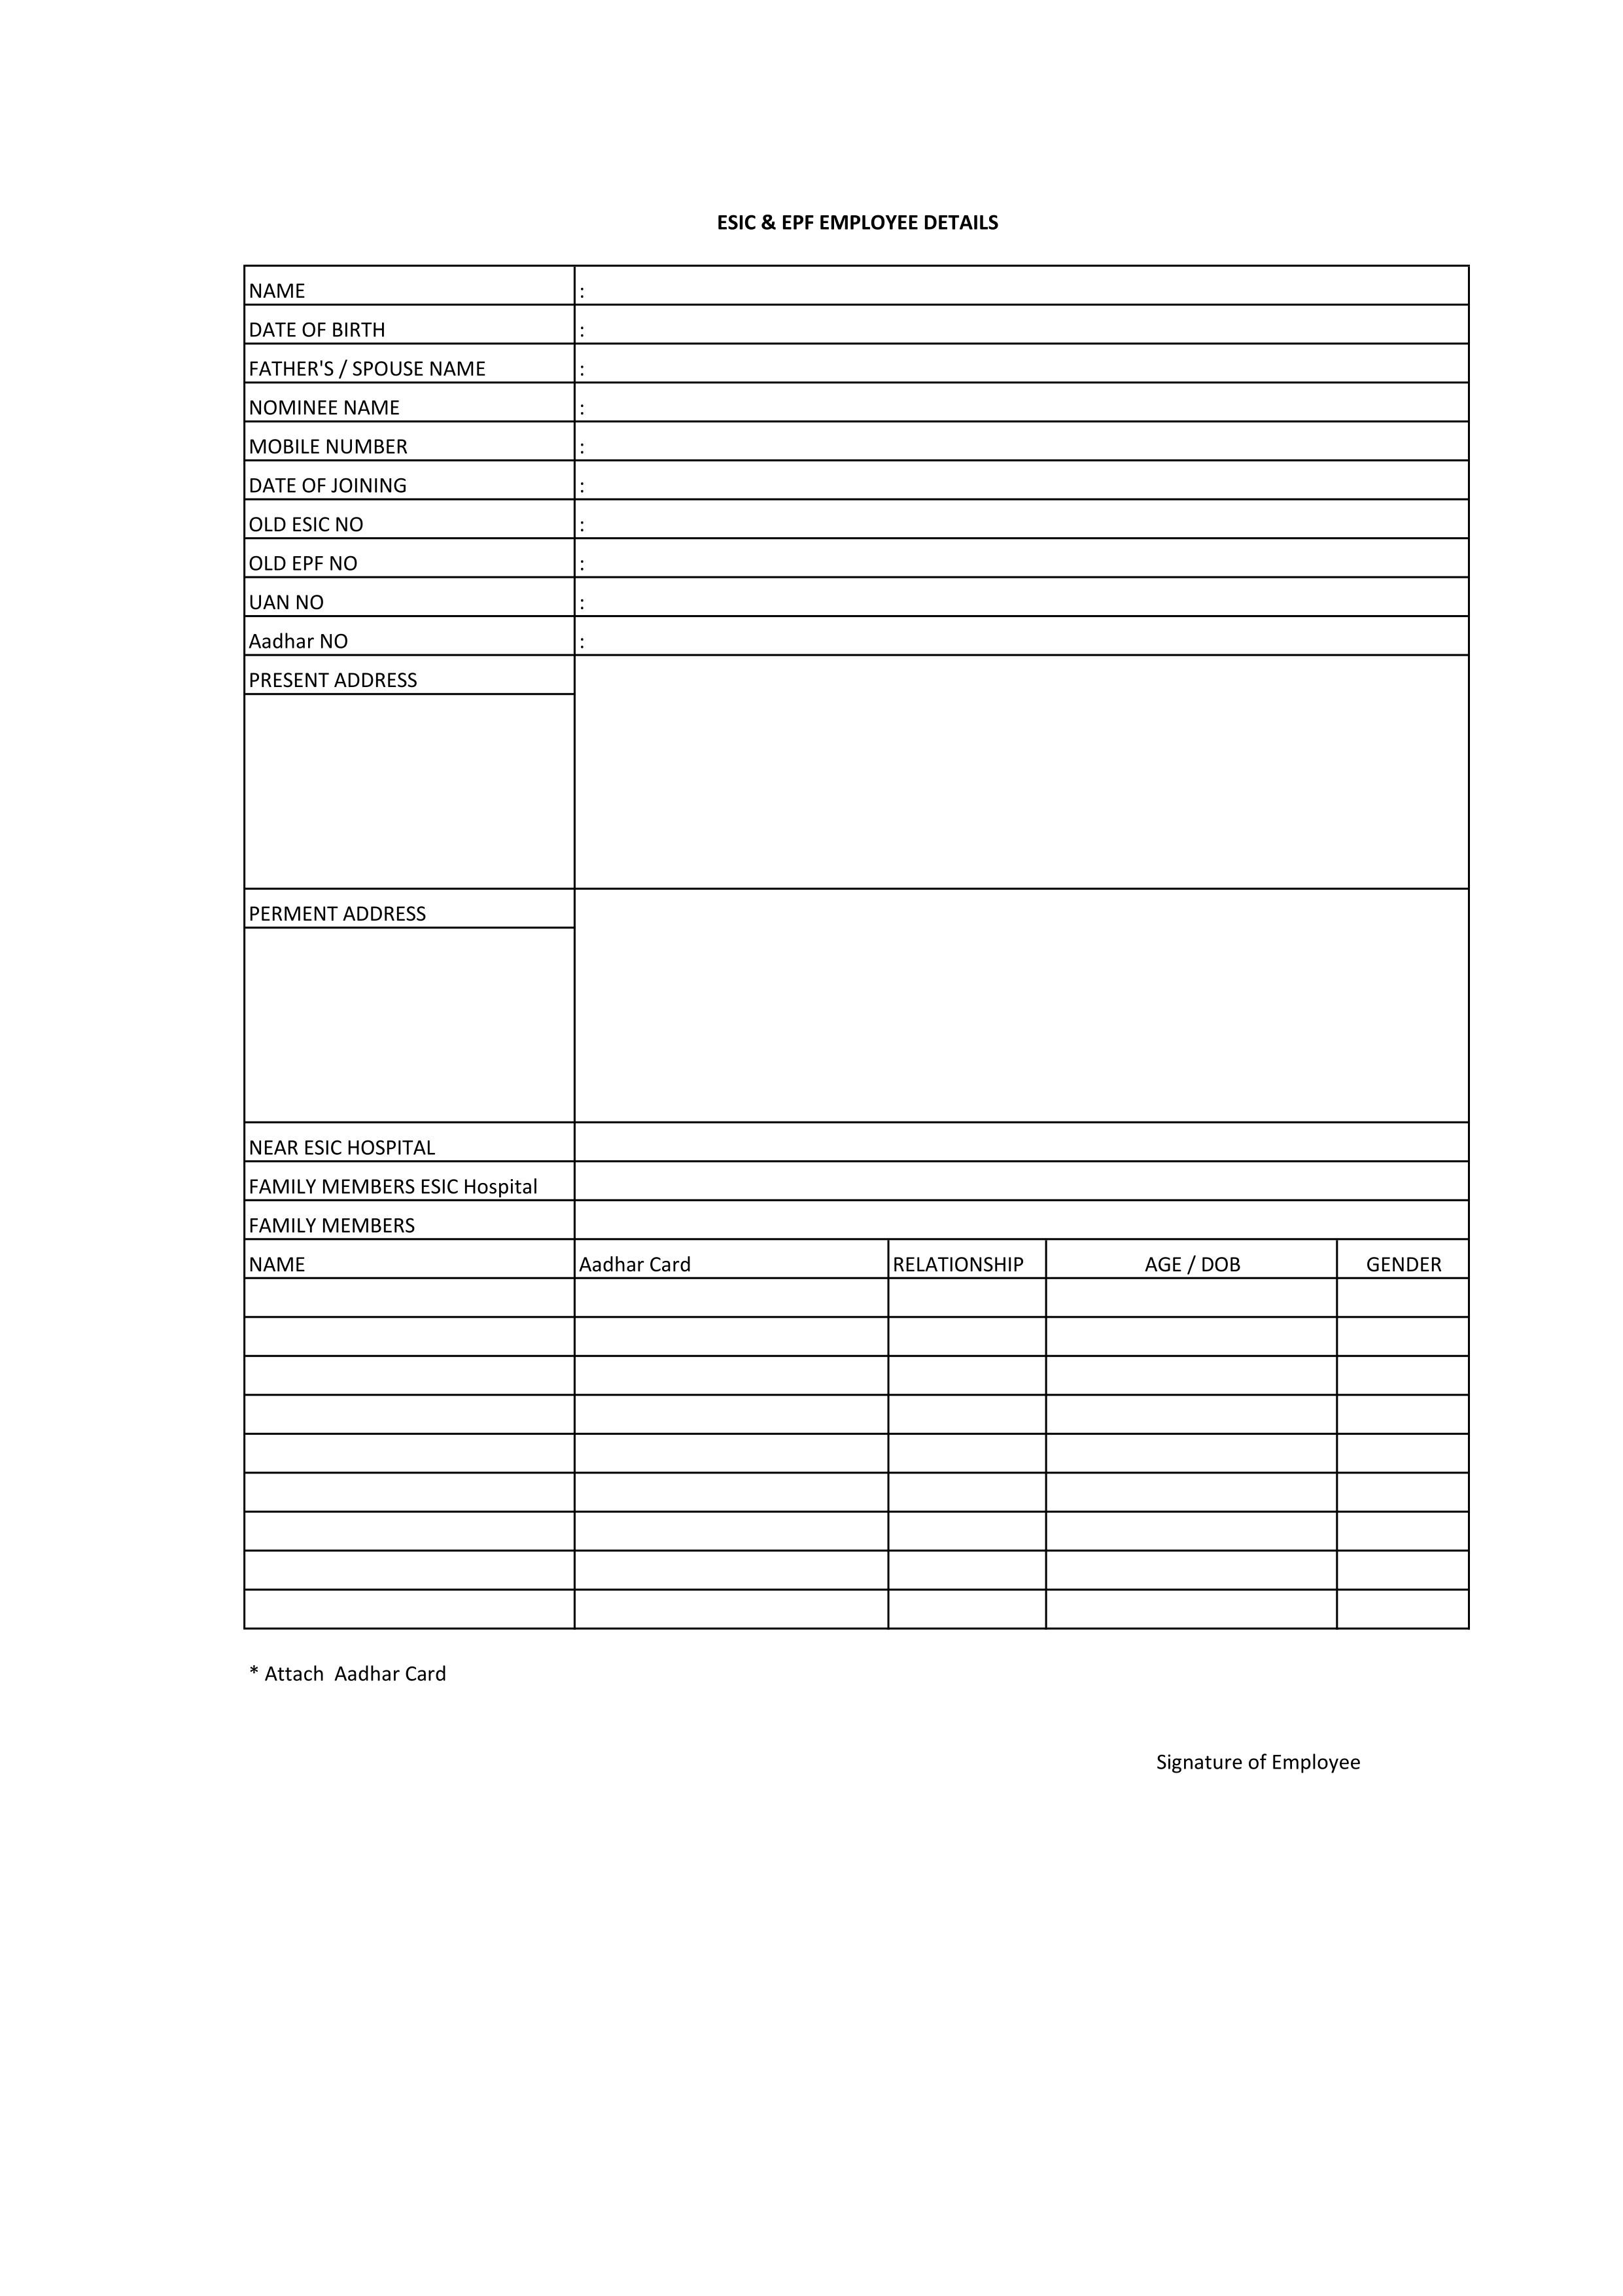 ESIC & EPF EMPLOYEE DETAILS
NAME :
DATE OF BIRTH :
FATHER'S / SPOUSE NAME :
NOMINEE NAME :
MOBILE NUMBER :
DATE OF JOINING :
OLD ESIC NO :
OLD EPF NO :
UAN NO :
Aadhar NO :
PRESENT ADDRESS
PERMENT ADDRESS
NEAR ESIC HOSPITAL
FAMILY MEMBERS ESIC Hospital
FAMILY MEMBERS
NAME Aadhar Card RELATIONSHIP AGE / DOB GENDER
* Attach Aadhar Card
Signature of Employee